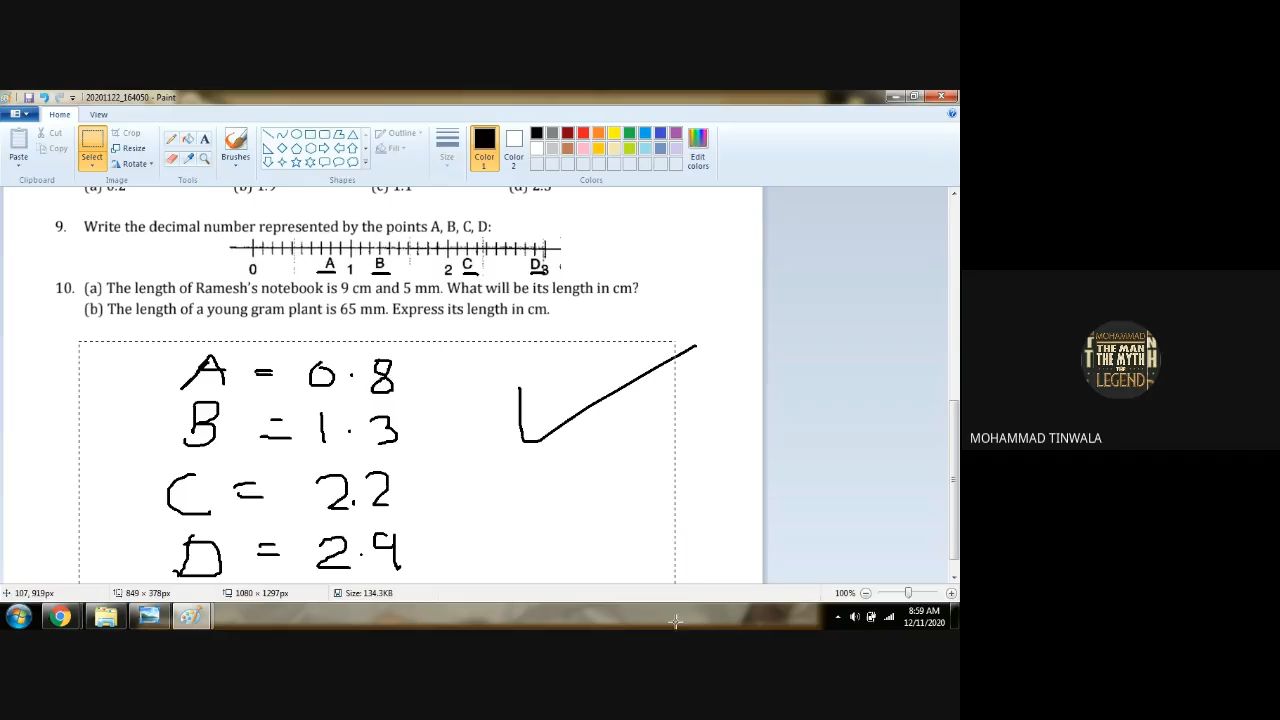 20201122_164050 - Paint
Home View
Paste
Cut
Copy
Clipboard
Select
Crop
Resize
Rotate
Image
A
Tools
Brushes
Shapes
Outline
Fill
Size
Color 1
Color 2
Edit colors
Colors
9. Write the decimal number represented by the points A, B, C, D:
0 A 1 B 2 C D 3
10. (a) The length of Ramesh's notebook is 9 cm and 5 mm. What will be its length in cm?
(b) The length of a young gram plant is 65 mm. Express its length in cm.
A = 0.8
B = 1.3
C = 2.2
D = 2.9
107, 919px 849 × 378px 1080 × 1297px Size: 134.3KB 100%
8:59 AM
12/11/2020
MOHAMMAD
THE MAN
THE MYTH
THE
LEGEND
MOHAMMAD TINWALA